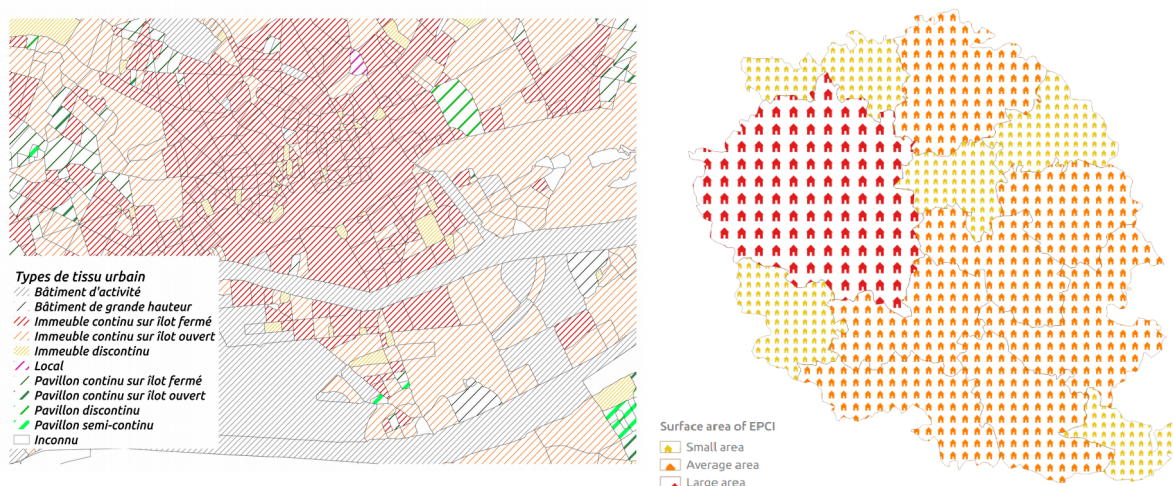 Types de tissu urbain
Bâtiment d'activité
Bâtiment de grande hauteur
Immeuble continu sur îlot fermé
Immeuble continu sur îlot ouvert
Immeuble discontinu
Local
Pavillon continu sur îlot fermé
Pavillon continu sur îlot ouvert
Pavillon discontinu
Pavillon semi-continu
Inconnu
Surface area of EPCI
Small area
Average area
Large area